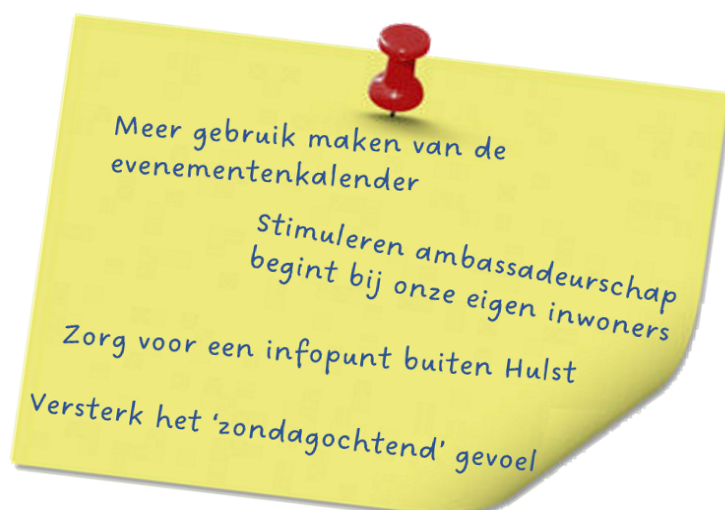 Meer gebruik maken van de
evenementenkalender
Stimuleren ambassadeurschap
begint bij onze eigen inwoners
Zorg voor een infopunt buiten Hulst
Versterk het ‘zondagochtend’ gevoel